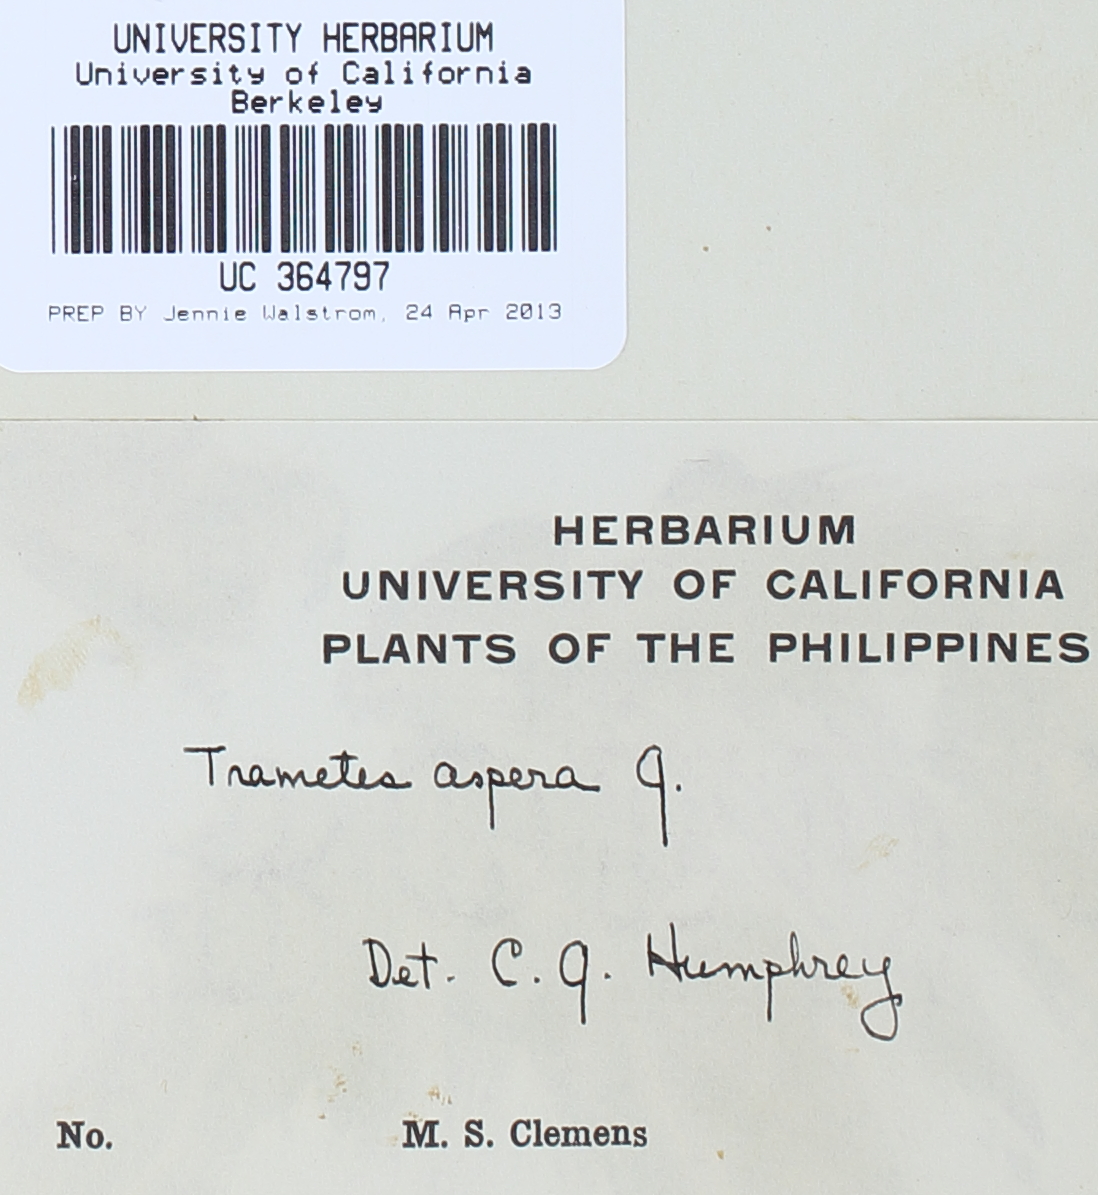 UNIVERSITY HERBARIUM
University of California
Berkeley
UC 364797
PREP BY Jennie Walstrom, 24 Apr 2013
HERBARIUM
UNIVERSITY OF CALIFORNIA
PLANTS OF THE PHILIPPINES
Trametes aspera J.
Det. C. J. Humphrey
No.
M. S. Clemens